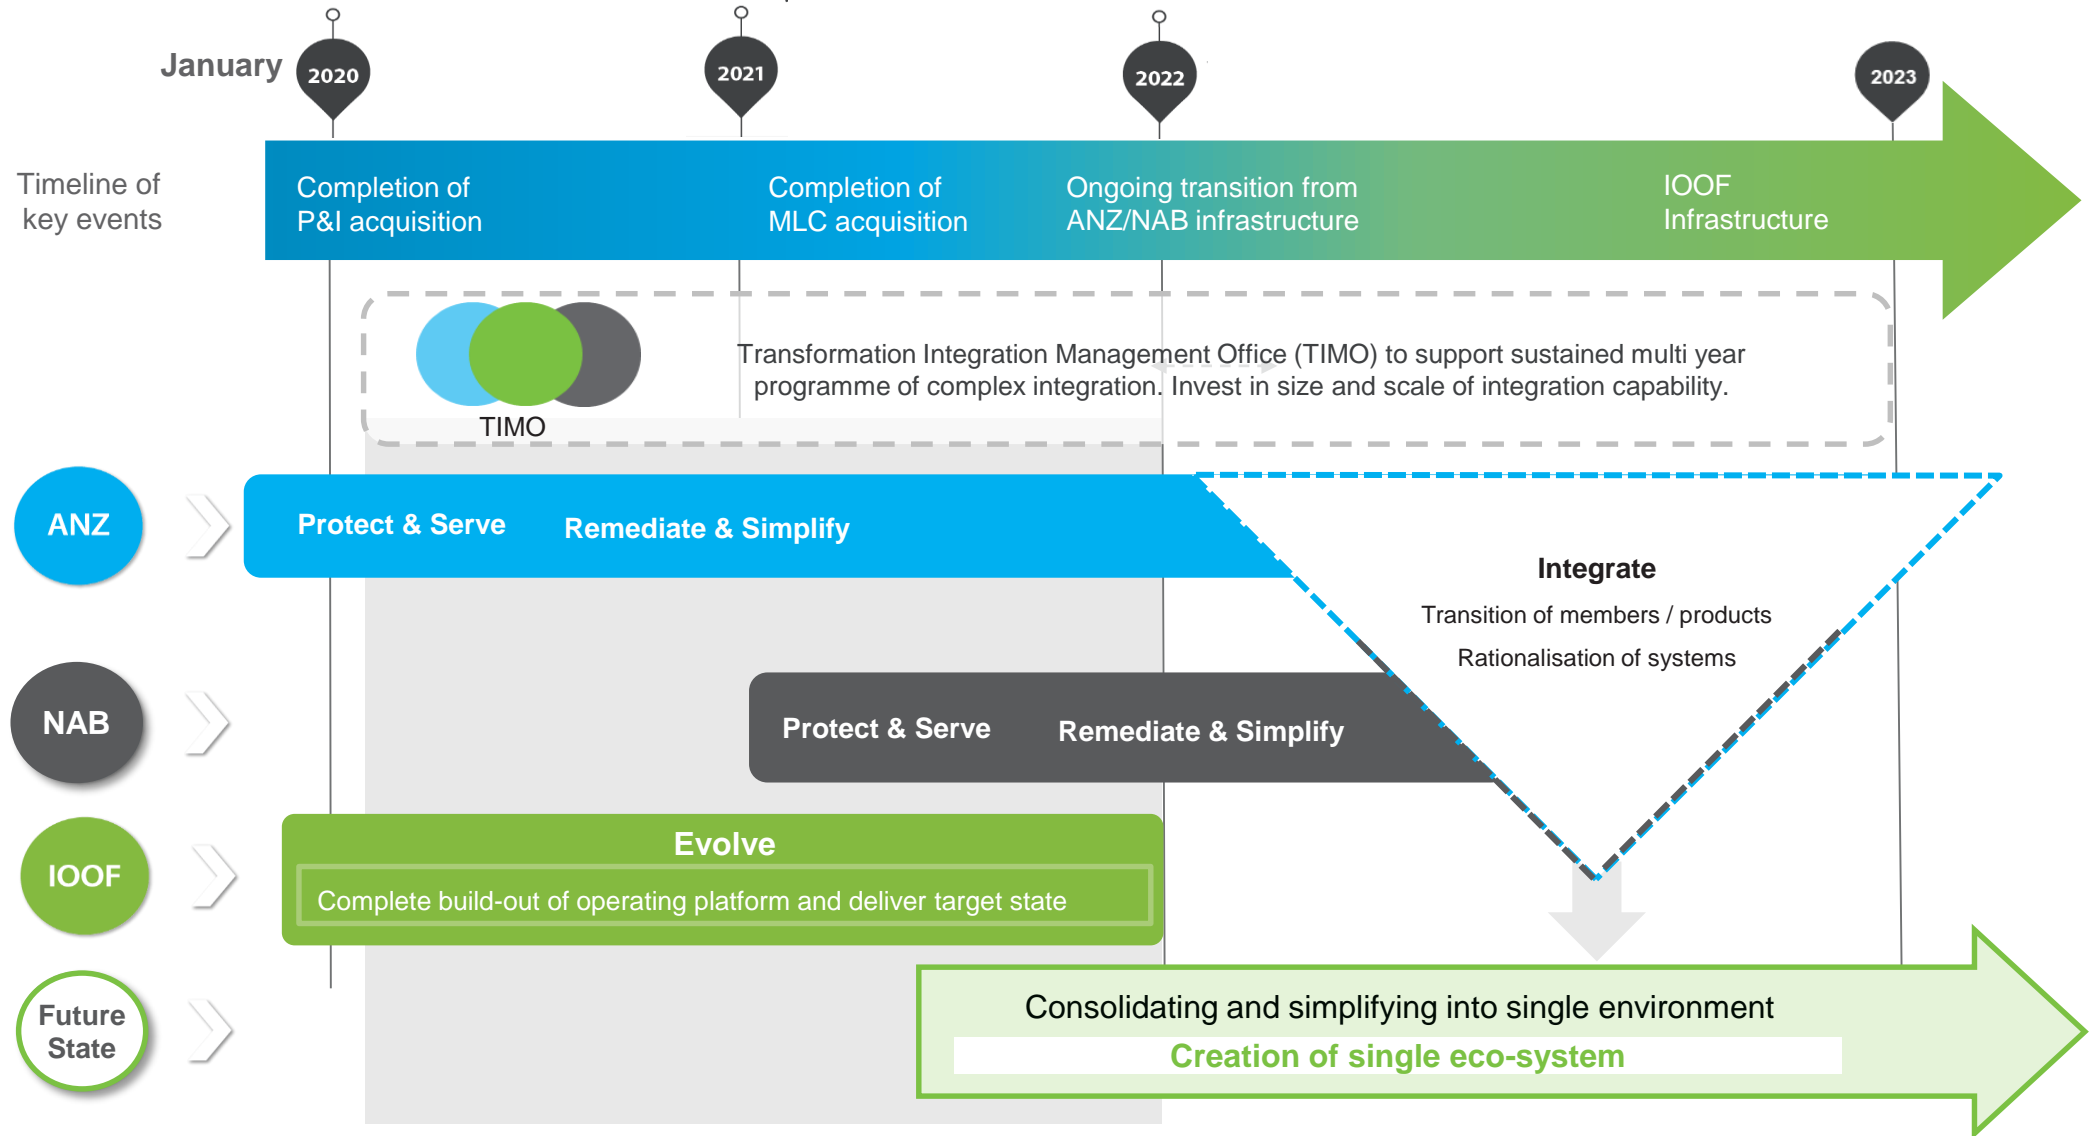 January
2020
2021
2022
2023
Timeline of
key events
Completion of
P&I acquisition
Completion of
MLC acquisition
Ongoing transition from
ANZ/NAB infrastructure
IOOF
Infrastructure
TIMO
Transformation Integration Management Office (TIMO) to support sustained multi year
programme of complex integration. Invest in size and scale of integration capability.
ANZ
Protect & Serve
Remediate & Simplify
Integrate
Transition of members / products
Rationalisation of systems
NAB
Protect & Serve
Remediate & Simplify
IOOF
Evolve
Complete build-out of operating platform and deliver target state
Future
State
Consolidating and simplifying into single environment
Creation of single eco-system